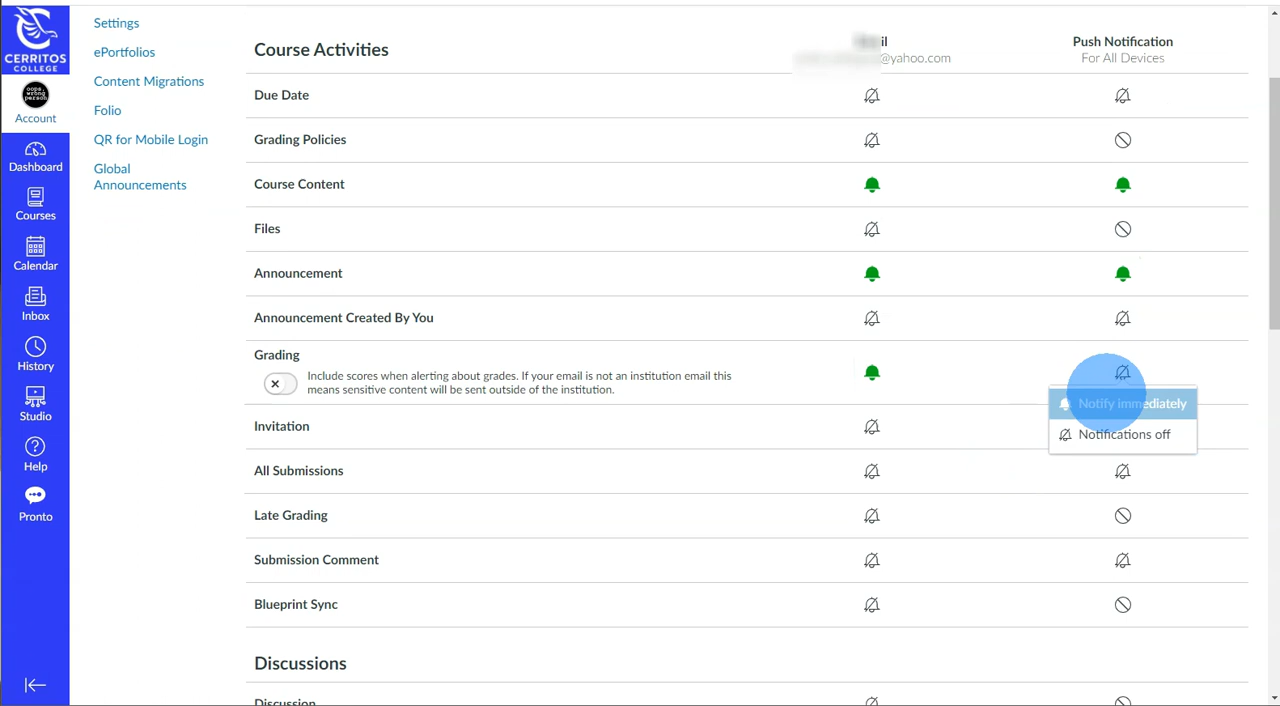 CERRITOS
COLLEGE
oops,
wrong
person
Account
Dashboard
Courses
Calendar
Inbox
History
Studio
Help
Pronto
Settings
ePortfolios
Content Migrations
Folio
QR for Mobile Login
Global
Announcements
Course Activities
@yahoo.com
Push Notification
For All Devices
Due Date
Grading Policies
Course Content
Files
Announcement
Announcement Created By You
Grading
Include scores when alerting about grades. If your email is not an institution email this
means sensitive content will be sent outside of the institution.
Notify immediately
Notifications off
Invitation
All Submissions
Late Grading
Submission Comment
Blueprint Sync
Discussions
Discussion